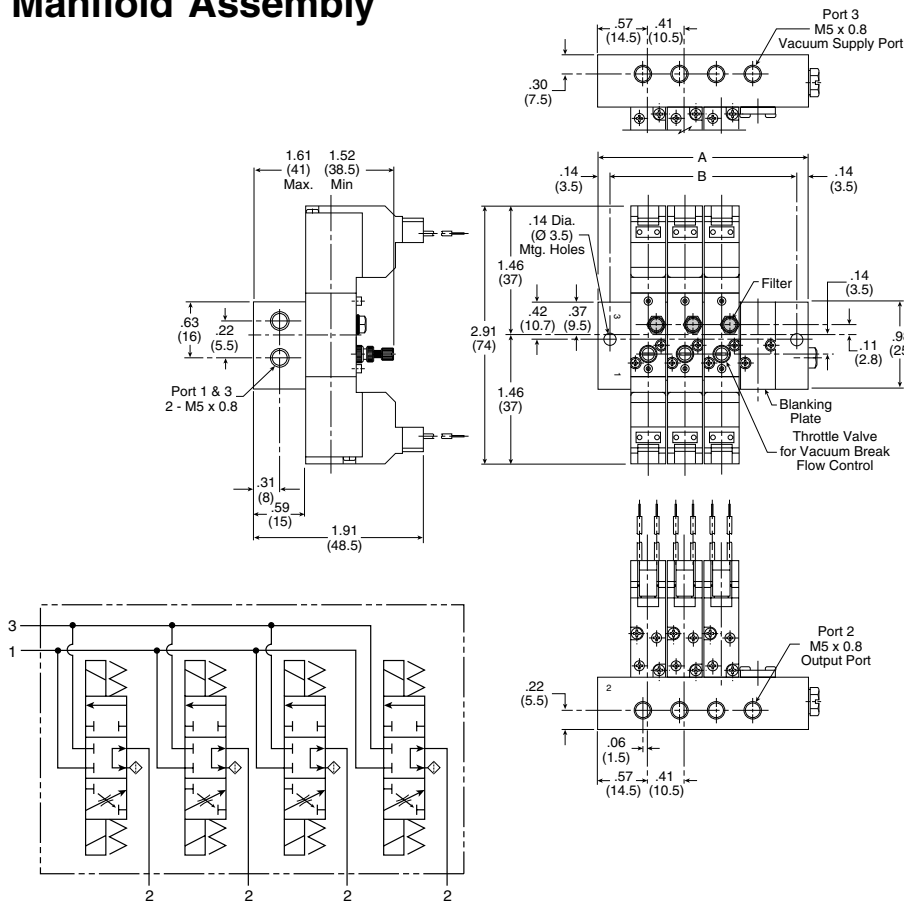 Manifold Assembly
.57
(14.5)
.41
(10.5)
Port 3
M5 x 0.8
Vacuum Supply Port
.30
(7.5)
1.61
(41)
Max.
1.52
(38.5)
Min
A
B
.14
(3.5)
.14
(3.5)
.14 Dia.
(Ø 3.5)
Mtg. Holes
1.46
(37)
2.91
(74)
1.46
(37)
.42
(10.7)
.37
(9.5)
3
1
Filter
.14
(3.5)
.11
(2.8)
.63
(16)
.22
(5.5)
Port 1 & 3
2 - M5 x 0.8
Blanking
Plate
Throttle Valve
for Vacuum Break
Flow Control
.31
(8)
.59
(15)
1.91
(48.5)
3
1
2
2
2
2
Port 2
M5 x 0.8
Output Port
2
.22
(5.5)
.06
(1.5)
.57
(14.5)
.41
(10.5)